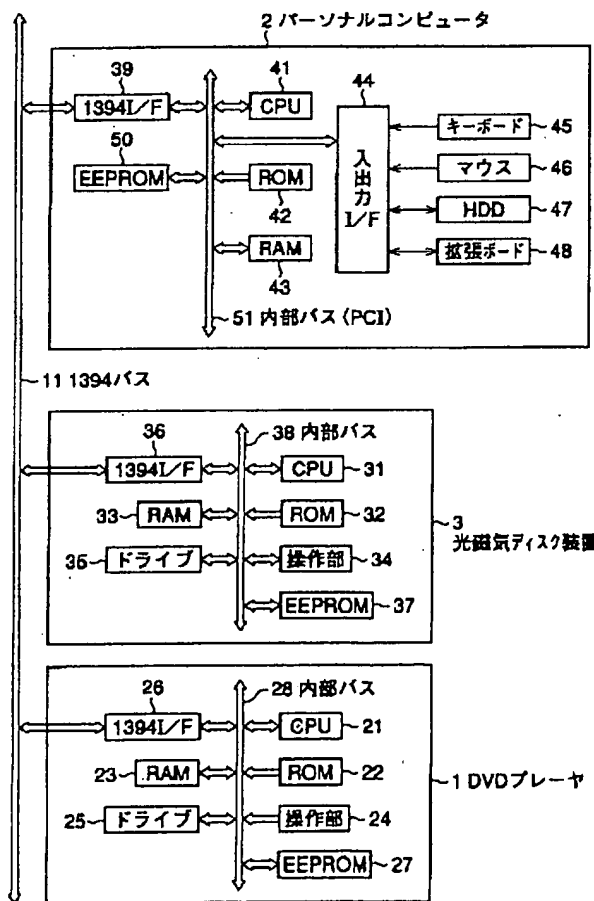 2 パーソナルコンピュータ
39
41
44
1394I/F
CPU
キーボード
45
50
マウス
46
EEPROM
ROM
入出力I/F
HDD
47
42
RAM
拡張ボード
48
43
51 内部バス(PCI)
11 1394バス
36
38 内部バス
1394I/F
CPU
31
33
RAM
ROM
32
3
光磁気ディスク装置
35
ドライブ
操作部
34
EEPROM
37
26
28 内部バス
1394I/F
CPU
21
23
RAM
ROM
22
1 DVDプレーヤ
25
ドライブ
操作部
24
EEPROM
27